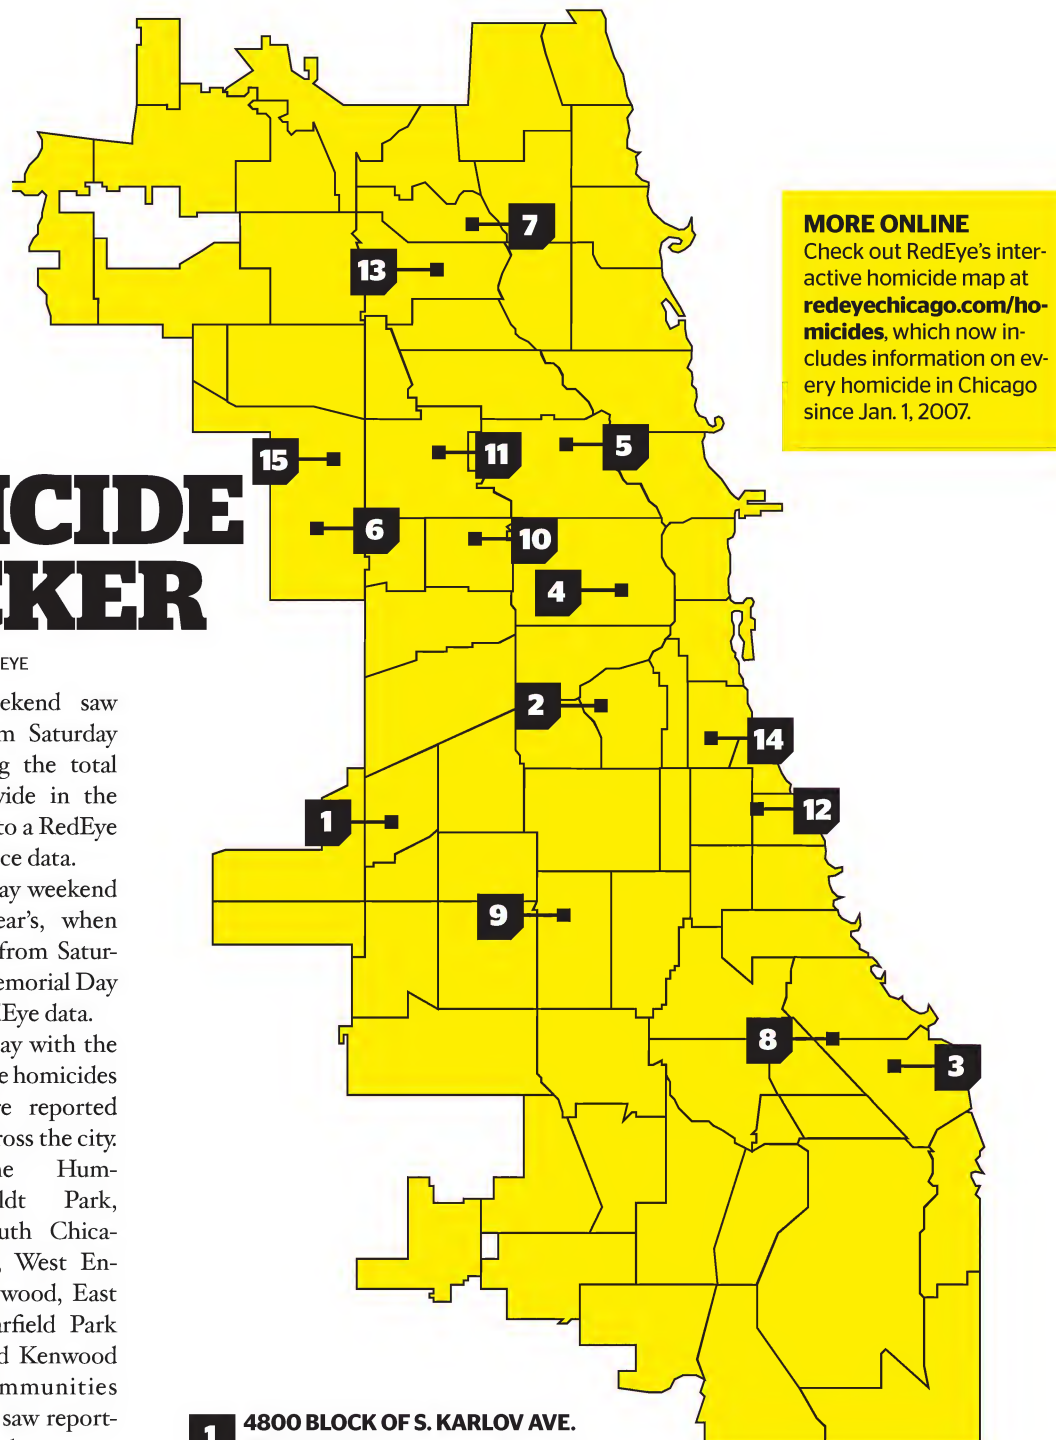 ICIDE
CKER
EYE
ekend saw
m Saturday
g the total
vide in the
to a RedEye
ce data.
ay weekend
ear's, when
from Satur-
emorial Day
Eye data.
ay with the
e homicides
re reported
ross the city.
ne Hum-
ldt Park,
uth Chica-
, West En-
wood, East
arfield Park
d Kenwood
mmunities
saw report-
MORE ONLINE
Check out RedEye's inter-
active homicide map at
redeyechicago.com/ho-
micides, which now in-
cludes information on ev-
ery homicide in Chicago
since Jan. 1, 2007.
7
13
15
11
5
6
10
4
2
14
1
12
9
8
3
1 4800 BLOCK OF S. KARLOV AVE.